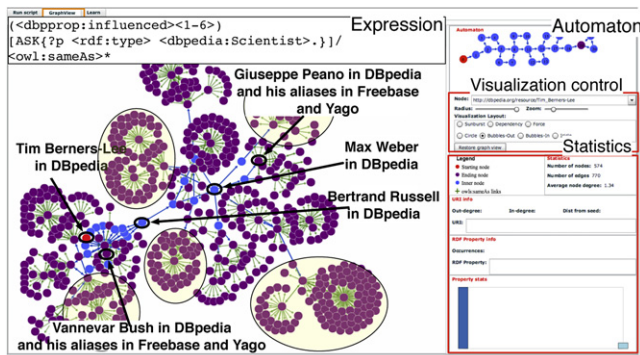 Run script GraphView Learn
(<dbpprop:influenced><1-6>)
[ASK{?p <rdf:type> <dbpedia:Scientist>.}]/
<owl:sameAs>*
Expression
Giuseppe Peano in DBpedia
and his aliases in Freebase
and Yago
Tim Berners-Lee
in DBpedia
Max Weber
in DBpedia
Bertrand Russell
in DBpedia
Vannevar Bush in DBpedia
and his aliases in Freebase and Yago
Automaton
Automaton
Visualization control
Node: http://dbpedia.org/resource/Tim_Berners-Lee
Radius: Zoom:
Visualization Layout:
Sunburst Dependency Force
Circle Bubbles-Out Bubbles-In
Restore graph view
Statistics
Legend
Starting node
Ending node
Inner node
owl:sameAs links
Statistics
Number of nodes: 574
Number of edges: 770
Average node degree: 1.34
URI info
Out-degree: In-degree: Dist from seed:
URI:
RDF Property info
Occurrences:
RDF Property:
Property stats